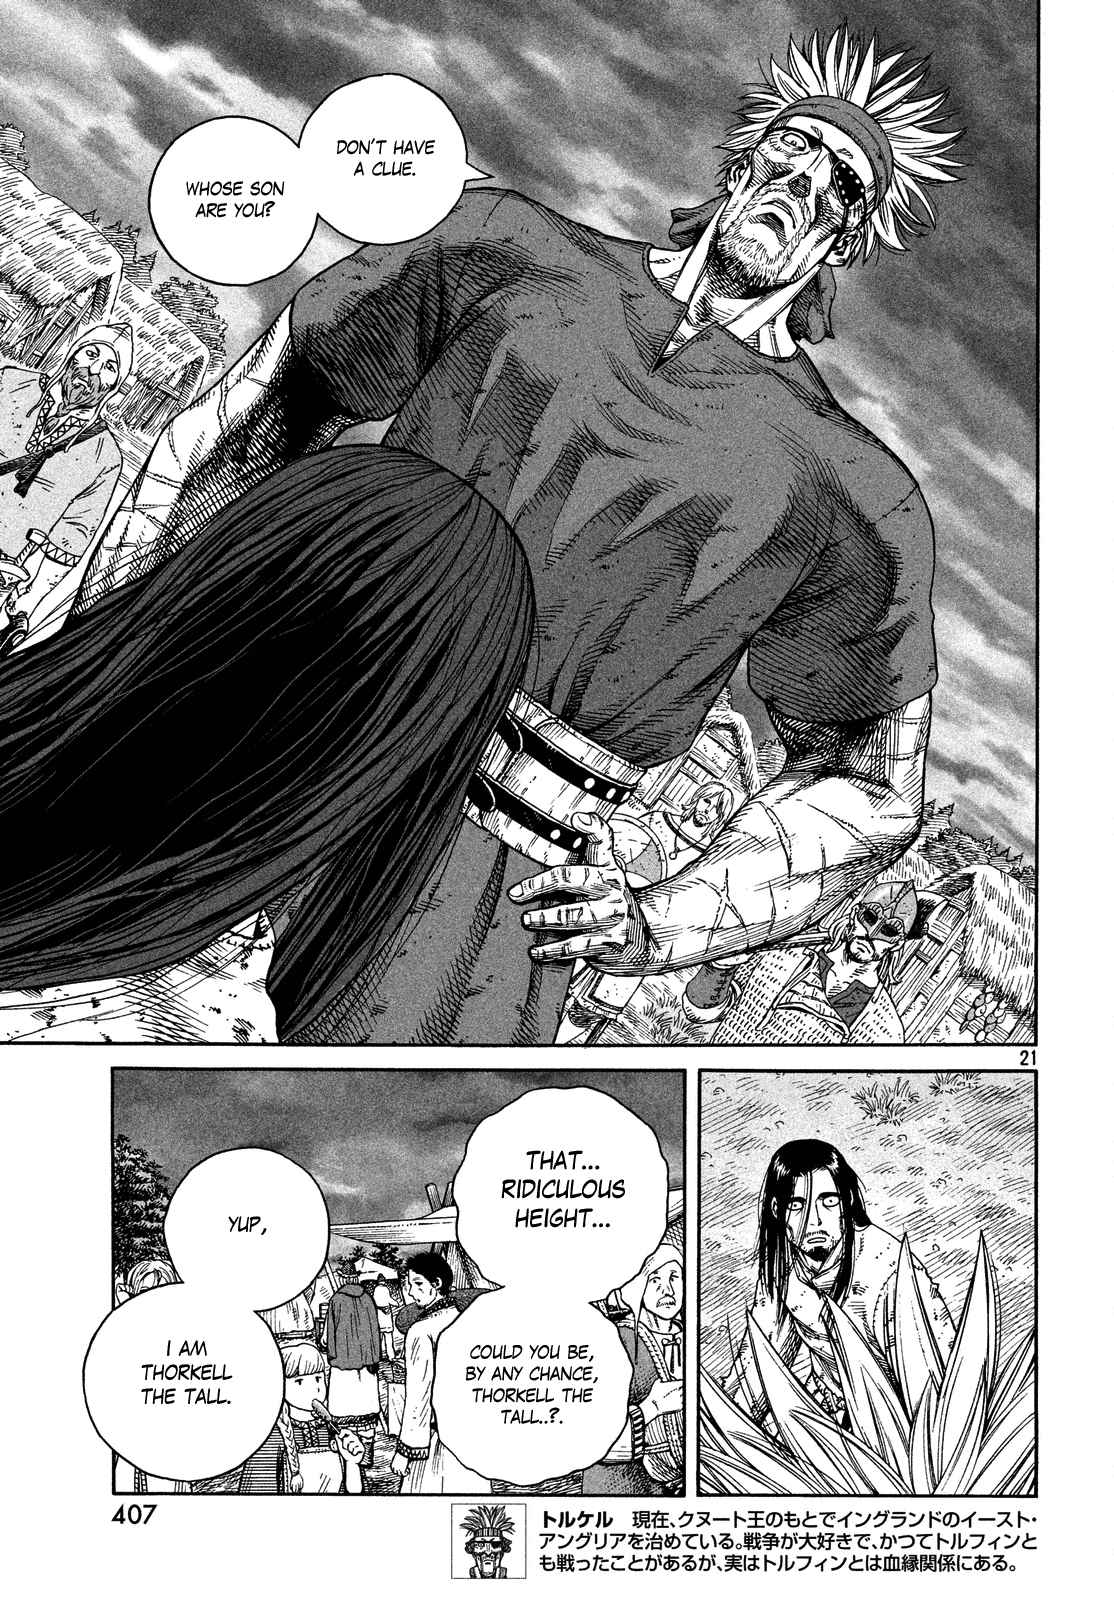 DON'T HAVE
A CLUE.
WHOSE SON
ARE YOU?
21
THAT...
RIDICULOUS
HEIGHT...
COULD YOU BE,
BY ANY CHANCE,
THORKELL THE
TALL..?.
YUP,
I AM
THORKELL
THE TALL.
407
トルケル 現在、クヌート王のもとでイングランドのイースト・
アングリアを治めている。戦争が大好きで、かつてトルフィンと
も戦ったことがあるが、実はトルフィンとは血縁関係にある。